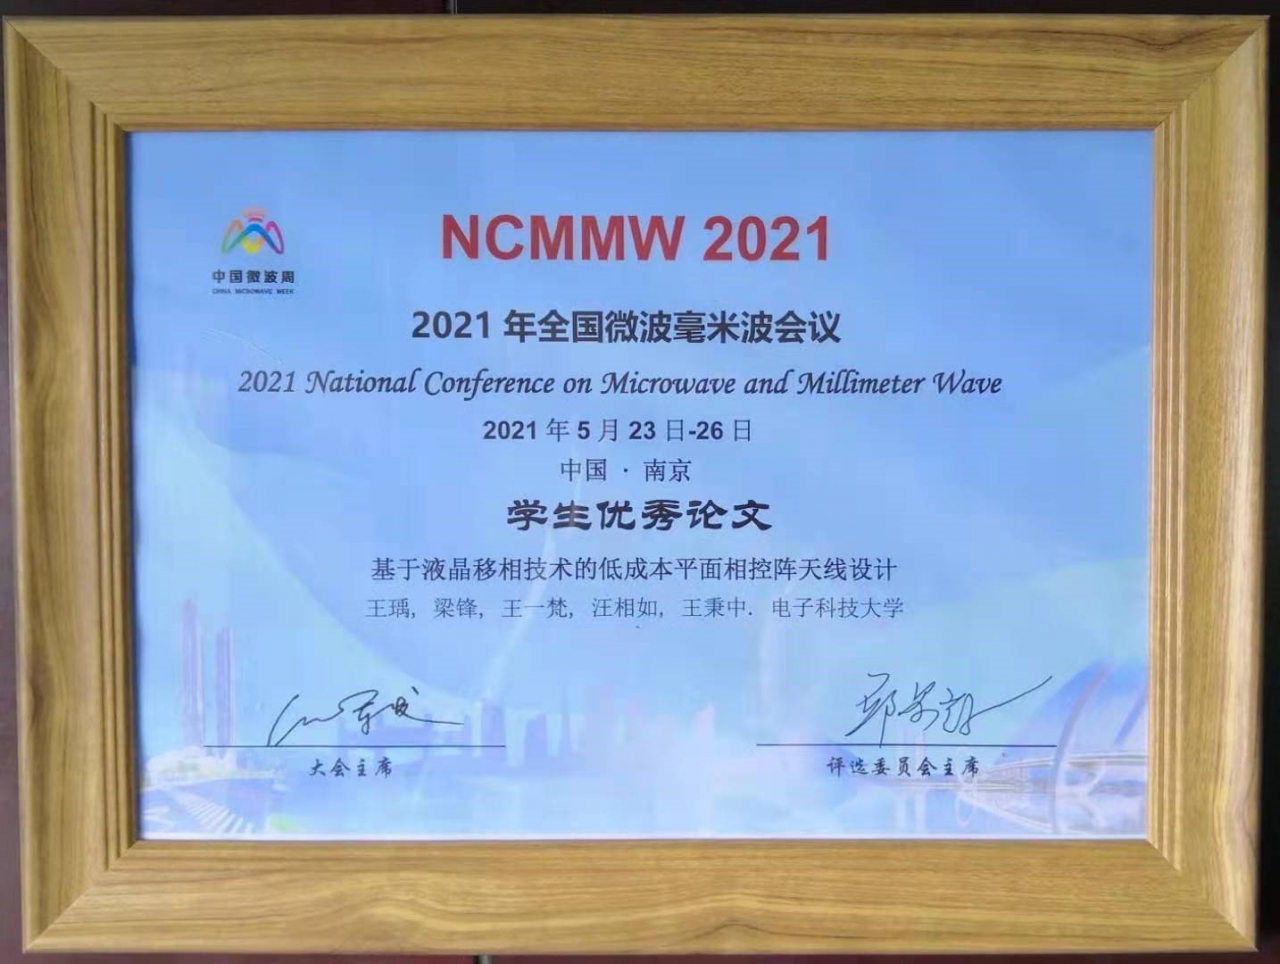 NCMMW 2021
中国微波周
CHINA MICROWAVE WEEK
2021 年全国微波毫米波会议
2021 National Conference on Microwave and Millimeter Wave
2021 年 5 月 23 日-26 日
中国 · 南京
学生优秀论文
基于液晶移相技术的低成本平面相控阵天线设计
王瑀, 梁锋, 王一梵, 汪相如, 王秉中. 电子科技大学
大会主席
评选委员会主席